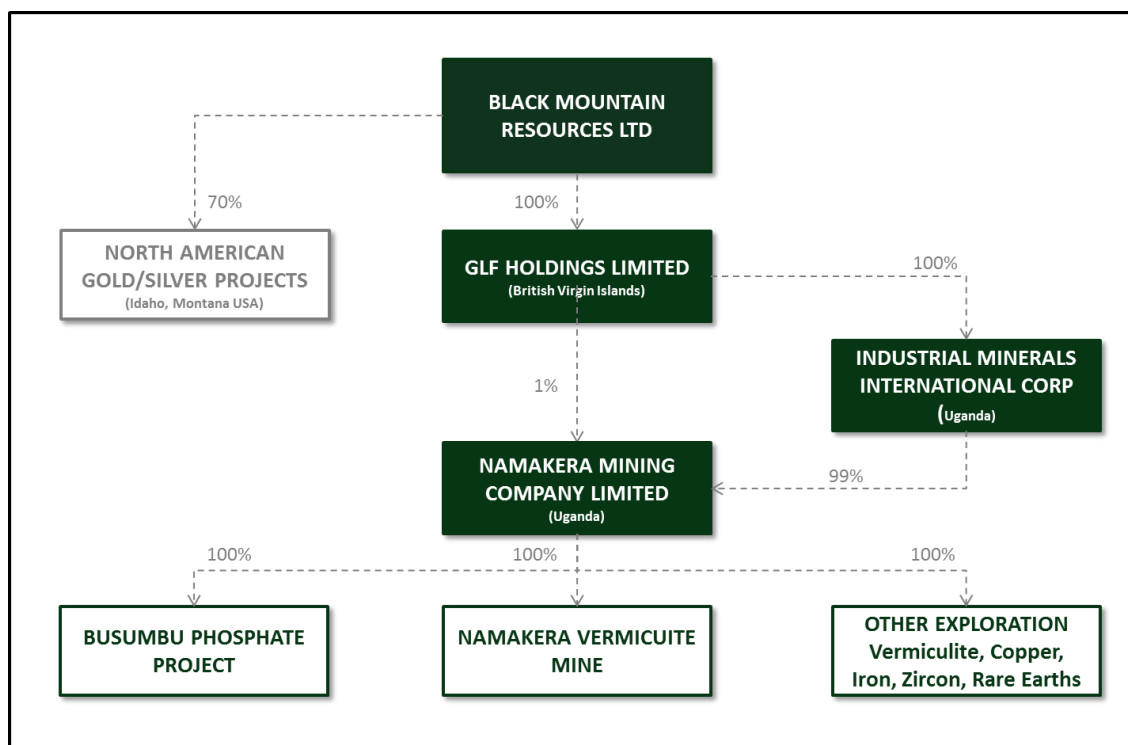 BLACK MOUNTAIN
RESOURCES LTD
70%
100%
NORTH AMERICAN
GOLD/SILVER PROJECTS
(Idaho, Montana USA)
GLF HOLDINGS LIMITED
(British Virgin Islands)
100%
INDUSTRIAL MINERALS
INTERNATIONAL CORP
(Uganda)
1%
NAMAKERA MINING
COMPANY LIMITED
(Uganda)
99%
100%
100%
100%
BUSUMBU PHOSPHATE
PROJECT
NAMAKERA VERMICUITE
MINE
OTHER EXPLORATION
Vermiculite, Copper,
Iron, Zircon, Rare Earths